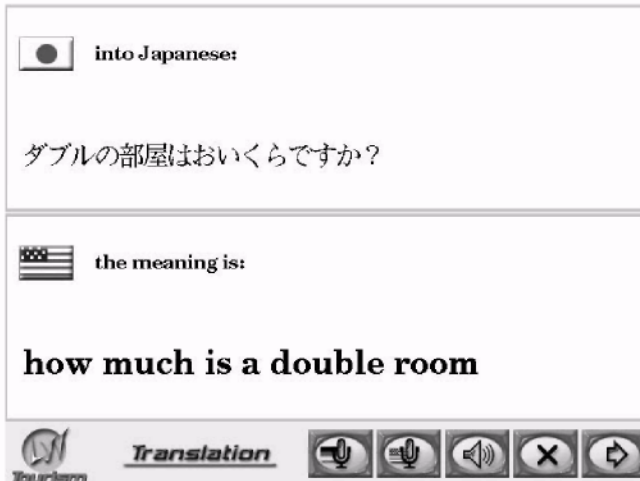 into Japanese:
ダブルの部屋はおいくらですか？
the meaning is:
how much is a double room
Translation
Tourism